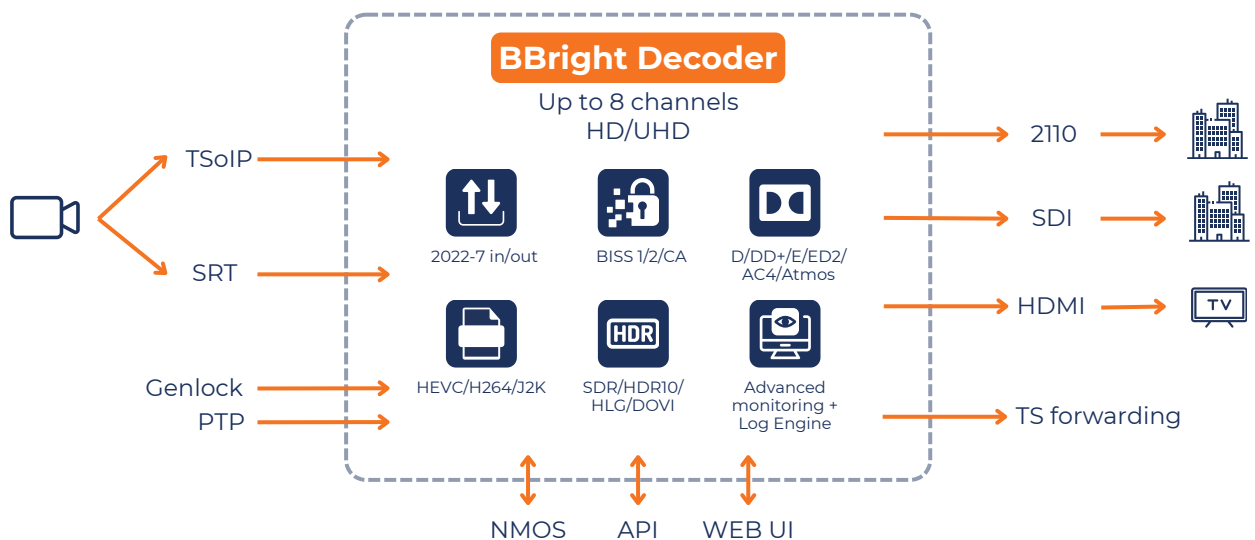 BBright Decoder
Up to 8 channels
HD/UHD
TSoIP
SRT
Genlock
PTP
2022-7 in/out
BISS 1/2/CA
D/DD+/E/ED2/
AC4/Atmos
HEVC/H264/J2K
HDR
SDR/HDR10/
HLG/DOVI
Advanced
monitoring +
Log Engine
2110
SDI
HDMI
TV
TS forwarding
NMOS
API
WEB UI